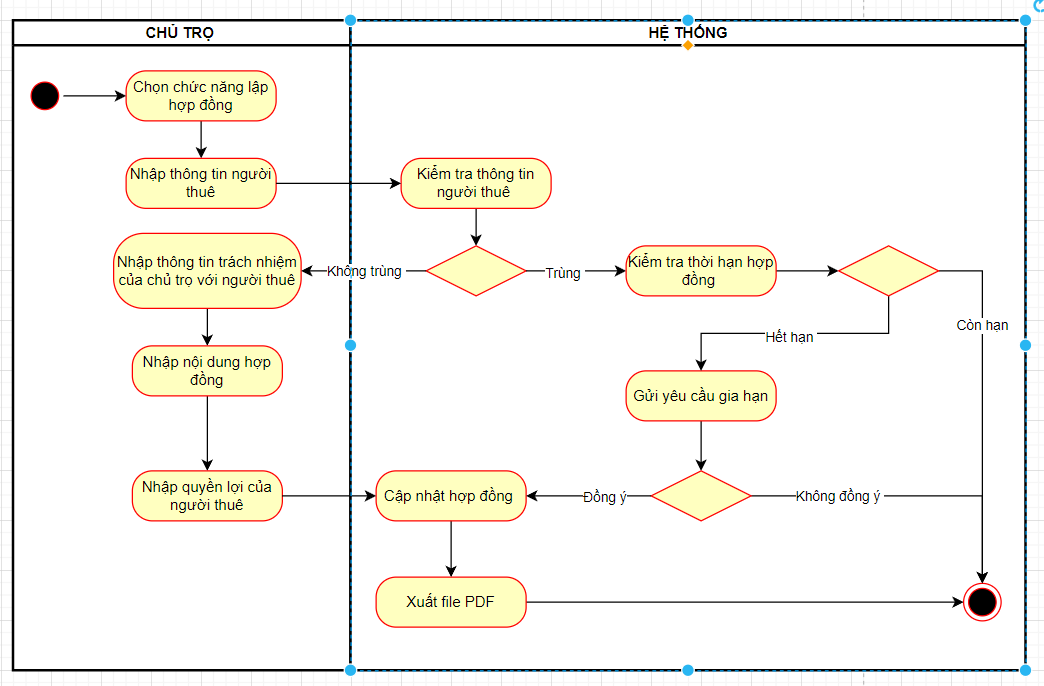 CHỦ TRỌ
HỆ THỐNG
Chọn chức năng lập
hợp đồng
Nhập thông tin người
thuê
Kiểm tra thông tin
người thuê
Nhập thông tin trách nhiệm
của chủ trọ với người thuê
Không trùng
Trùng
Kiểm tra thời hạn hợp
đồng
Còn hạn
Hết hạn
Nhập nội dung hợp
đồng
Gửi yêu cầu gia hạn
Nhập quyền lợi của
người thuê
Cập nhật hợp đồng
Đồng ý
Không đồng ý
Xuất file PDF